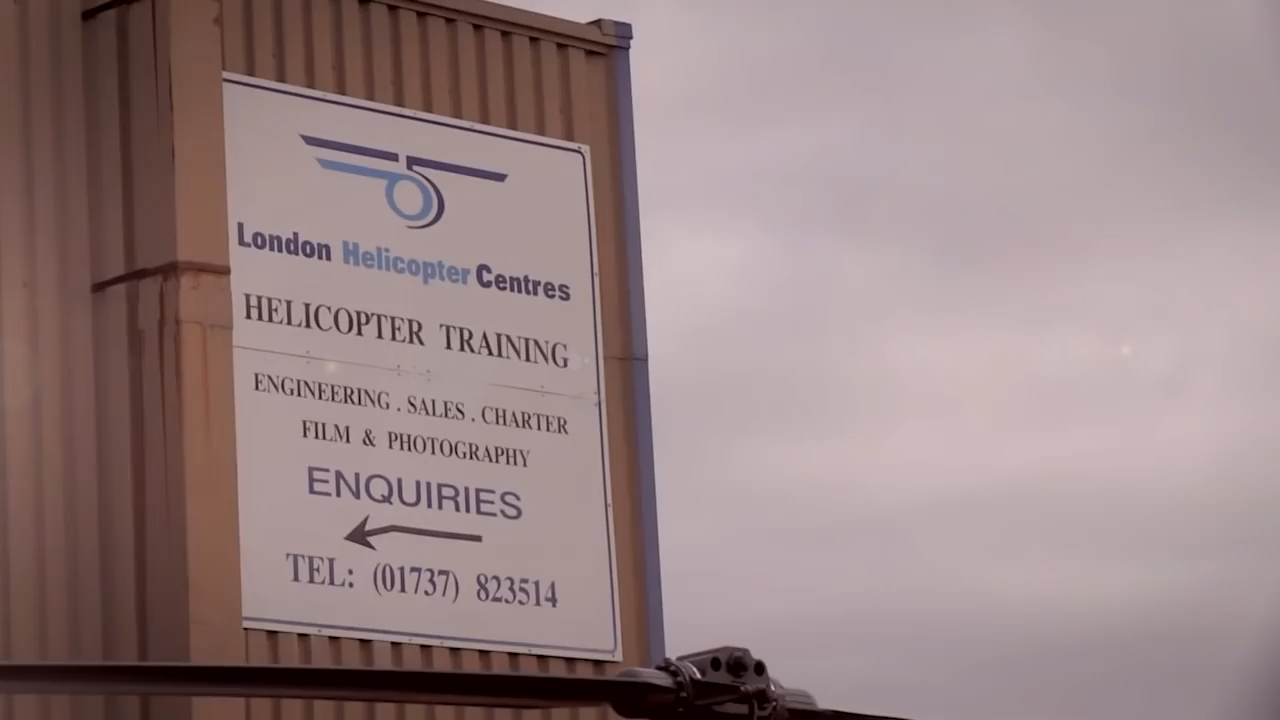 London Helicopter Centres
HELICOPTER TRAINING
ENGINEERING . SALES . CHARTER
FILM & PHOTOGRAPHY
ENQUIRIES
TEL: (01737) 823514